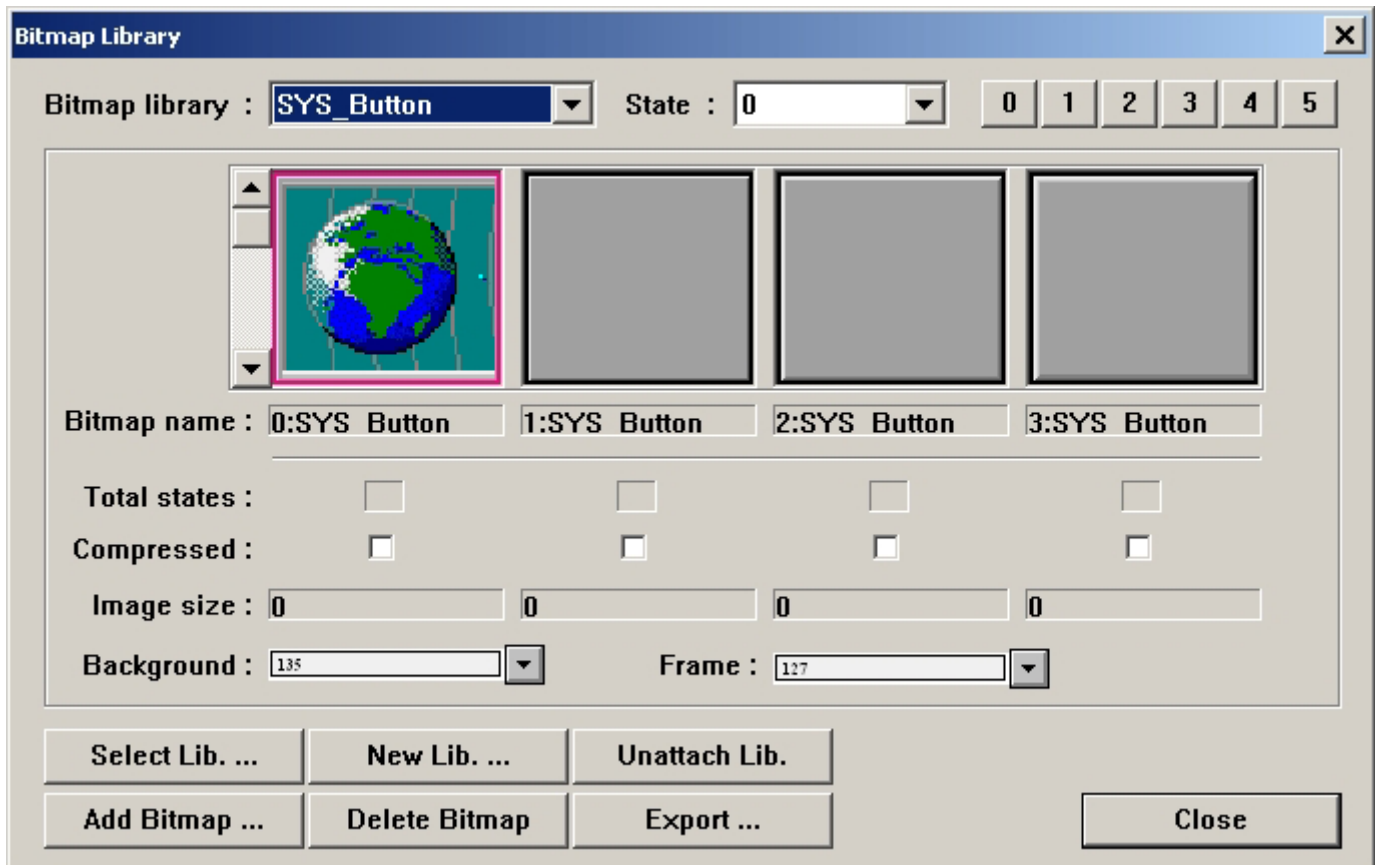 Bitmap Library
Bitmap library : SYS_Button State : 0 0 1 2 3 4 5
Bitmap name : 0:SYS Button 1:SYS Button 2:SYS Button 3:SYS Button
Total states :
Compressed :
Image size : 0 0 0 0
Background : 135 Frame : 127
Select Lib. ... New Lib. ... Unattach Lib.
Add Bitmap ... Delete Bitmap Export ... Close